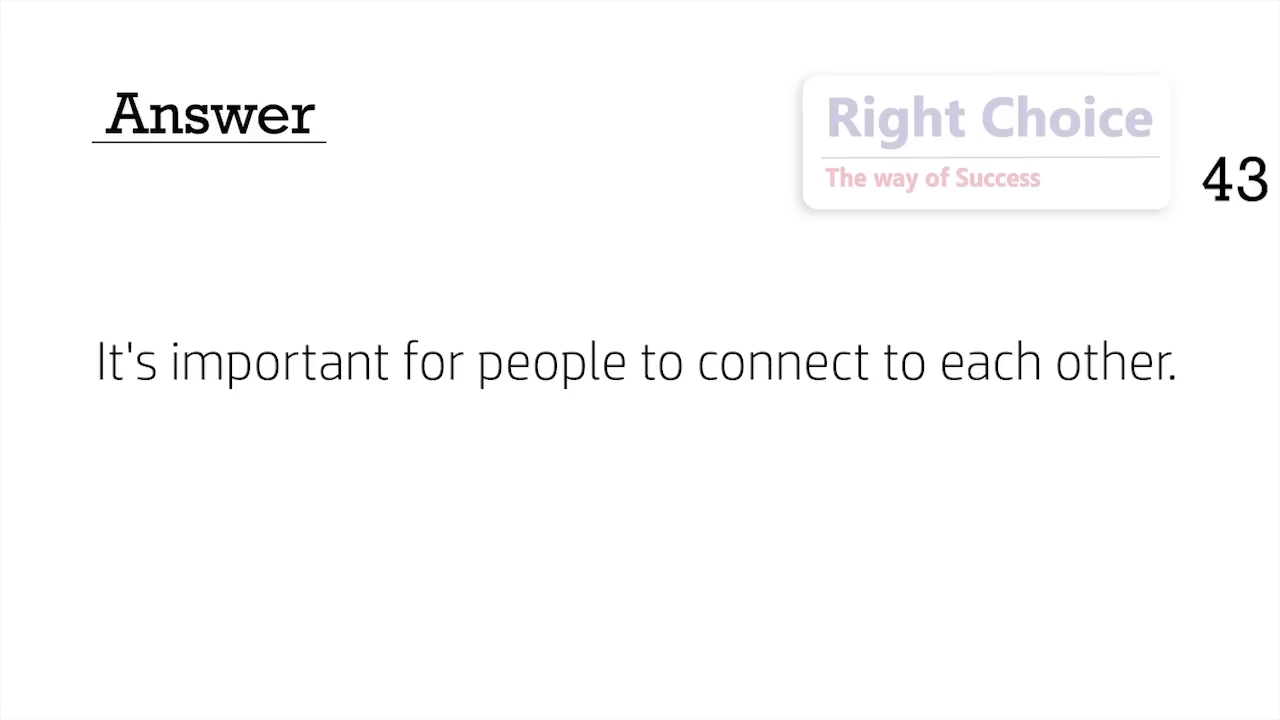 Answer
Right Choice
The way of Success
43
It's important for people to connect to each other.